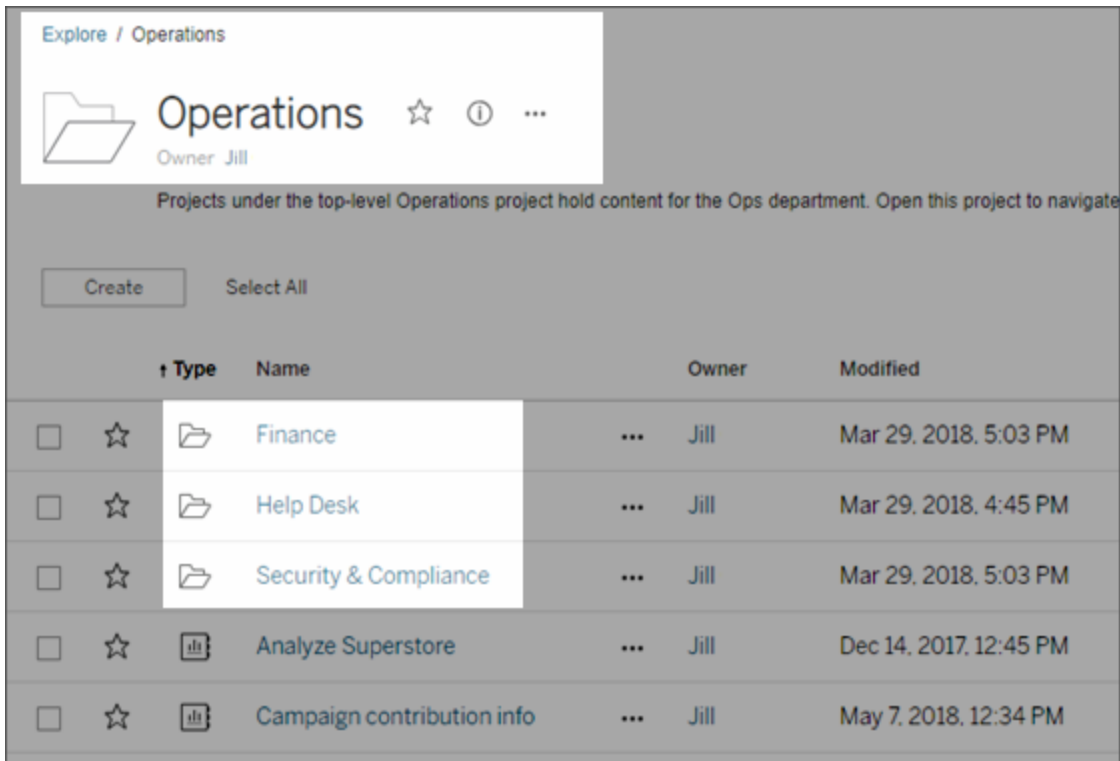 Explore / Operations
Operations
Owner Jill
Projects under the top-level Operations project hold content for the Ops department. Open this project to navigate
Create Select All
↑ Type Name Owner Modified
Finance ... Jill Mar 29, 2018, 5:03 PM
Help Desk ... Jill Mar 29, 2018, 4:45 PM
Security & Compliance ... Jill Mar 29, 2018, 5:03 PM
Analyze Superstore ... Jill Dec 14, 2017, 12:45 PM
Campaign contribution info ... Jill May 7, 2018, 12:34 PM